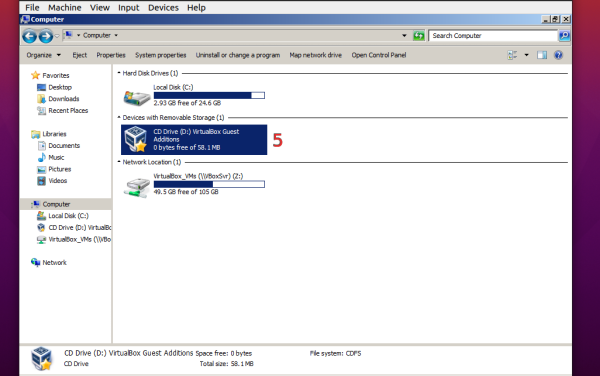 File Machine View Input Devices Help
Computer
Computer
Search Computer
Organize Eject Properties System properties Uninstall or change a program Map network drive Open Control Panel
Favorites
Desktop
Downloads
Recent Places
Libraries
Documents
Music
Pictures
Videos
Computer
Local Disk (C:)
CD Drive (D:) VirtualBo
VirtualBox_VMs (\\VBo
Network
Hard Disk Drives (1)
Local Disk (C:)
2.93 GB free of 24.6 GB
Devices with Removable Storage (1)
CD Drive (D:) VirtualBox Guest
Additions
0 bytes free of 58.1 MB
5
Network Location (1)
VirtualBox_VMs (\\VBoxSvr) (Z:)
49.5 GB free of 105 GB
CD Drive (D:) VirtualBox Guest Additions Space free: 0 bytes File system: CDFS
CD Drive Total size: 58.1 MB